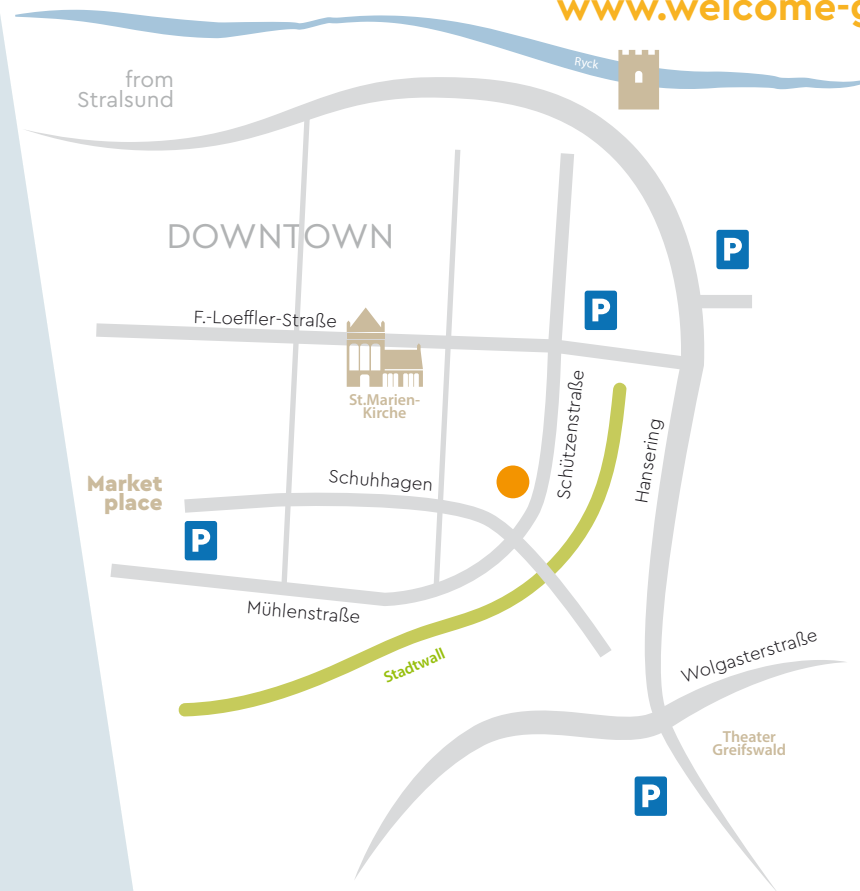 www.welcome-g
Ryck
from
Stralsund
DOWNTOWN
P
P
F.-Loeffler-Straße
St.Marien-
Kirche
Schützenstraße
Hansering
Schuhhagen
Market
place
P
Mühlenstraße
Stadtwall
Wolgasterstraße
Theater
Greifswald
P